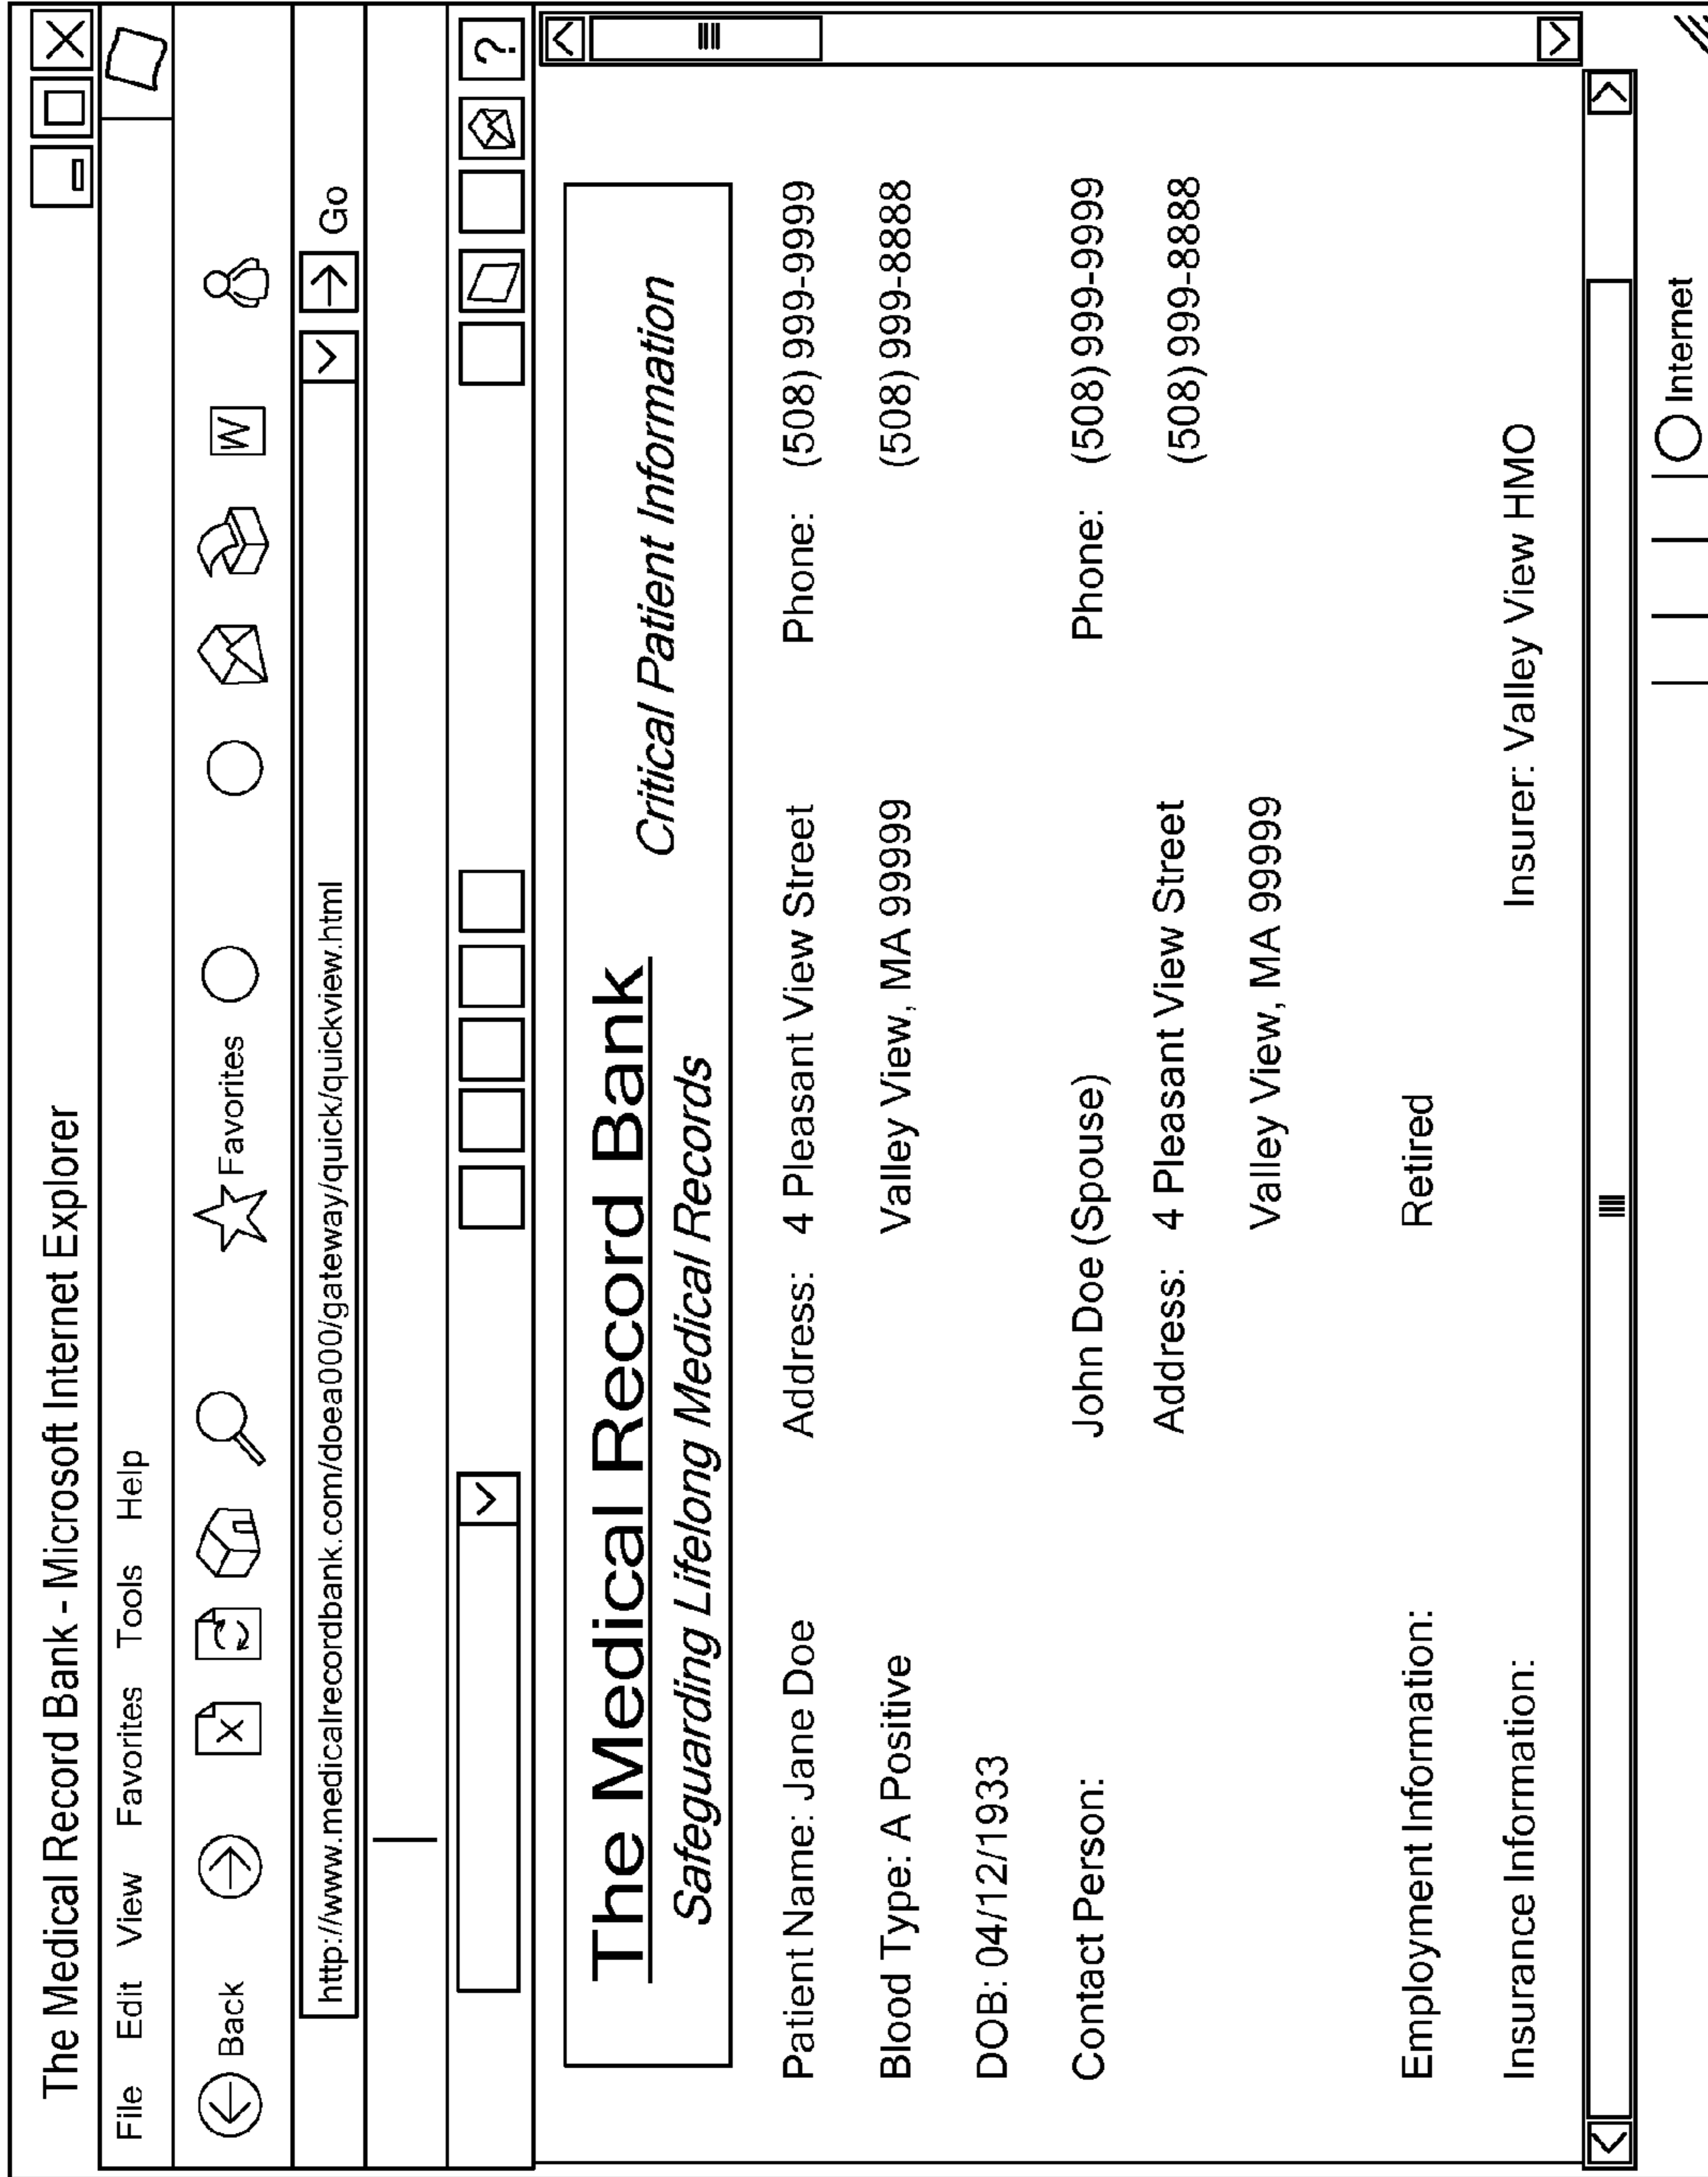 The Medical Record Bank - Microsoft Internet Explorer
File Edit View Favorites Tools Help
Back Favorites W
http://www.medicalrecordbank.com/doea000/gateway/quick/quickview.html Go
?
The Medical Record Bank
Critical Patient Information
Safeguarding Lifelong Medical Records
Patient Name: Jane Doe Address: 4 Pleasant View Street Phone: (508) 999-9999
Blood Type: A Positive Valley View, MA 99999 (508) 999-8888
DOB: 04/12/1933
Contact Person: John Doe (Spouse) Phone: (508) 999-9999
Address: 4 Pleasant View Street (508) 999-8888
Valley View, MA 99999
Employment Information: Retired
Insurance Information: Insurer: Valley View HMO
Internet